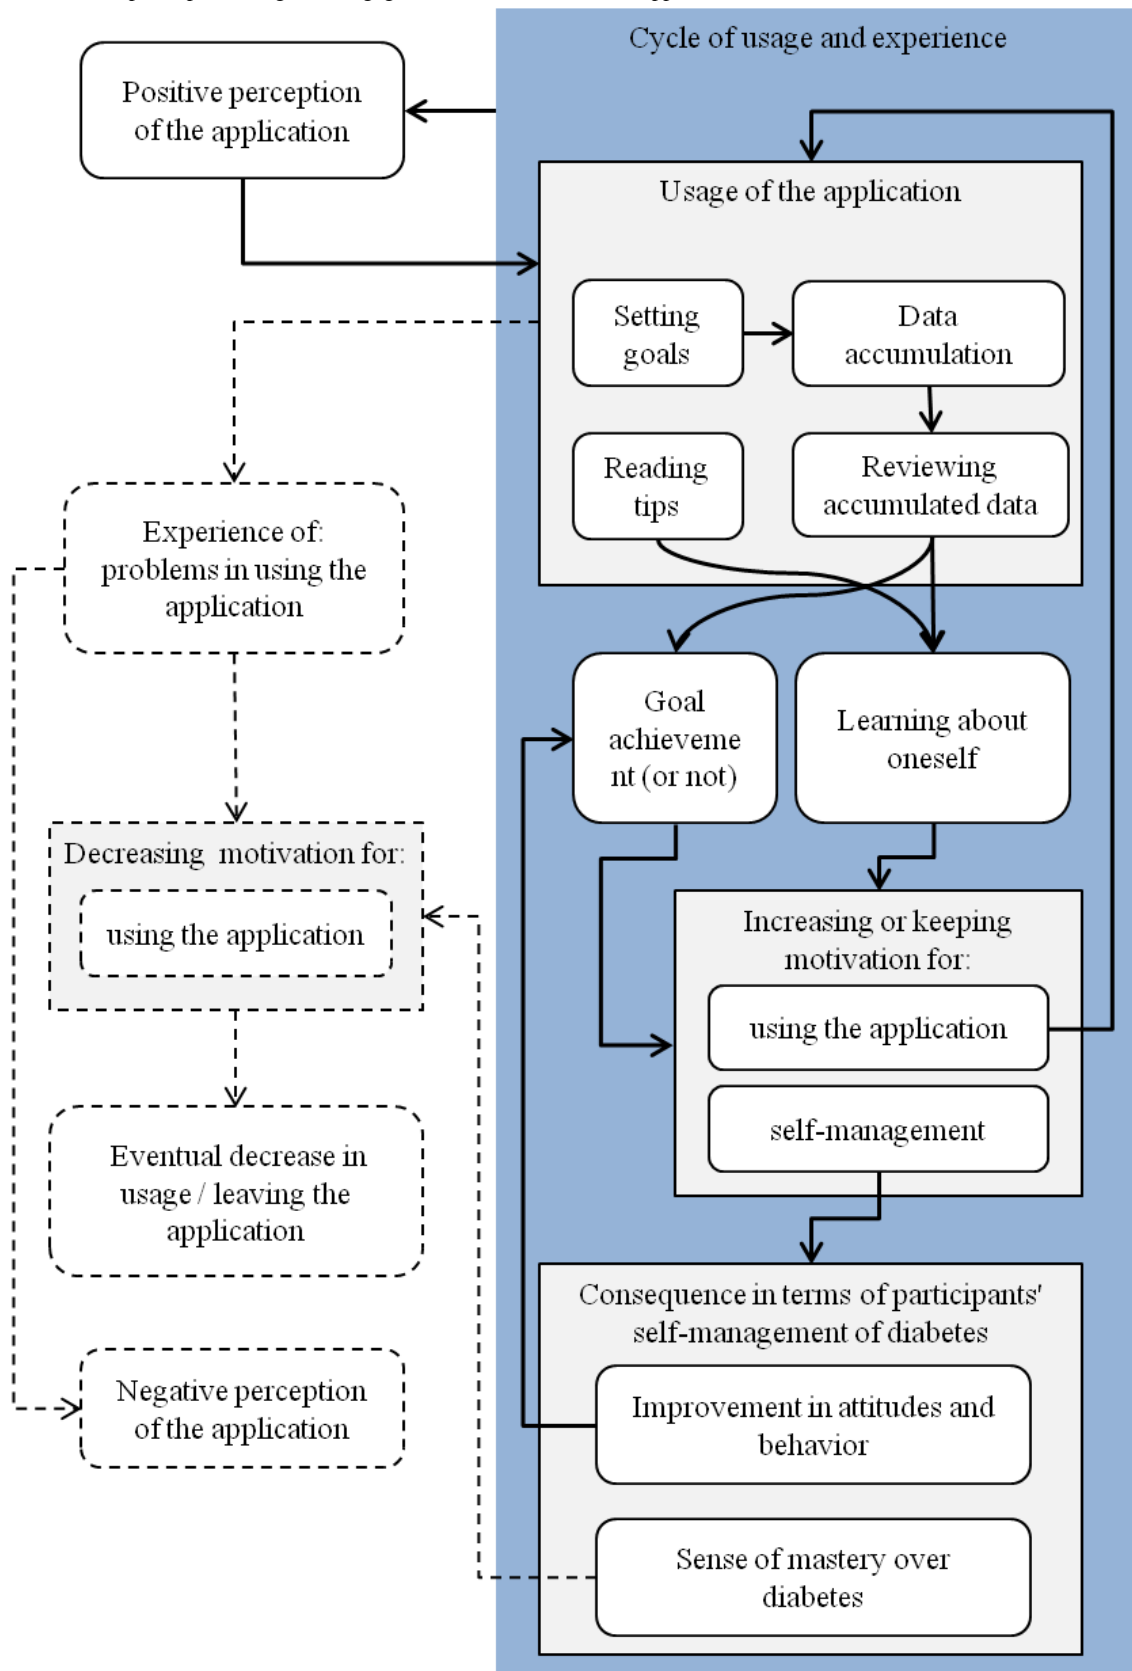 Cycle of usage and experience
Positive perception
of the application
Usage of the application
Setting
goals
Data
accumulation
Reading
tips
Reviewing
accumulated data
Experience of:
problems in using the
application
Goal
achieveme
nt (or not)
Learning about
oneself
Decreasing motivation for:
using the application
Increasing or keeping
motivation for:
using the application
self-management
Eventual decrease in
usage / leaving the
application
Consequence in terms of participants'
self-management of diabetes
Negative perception
of the application
Improvement in attitudes and
behavior
Sense of mastery over
diabetes